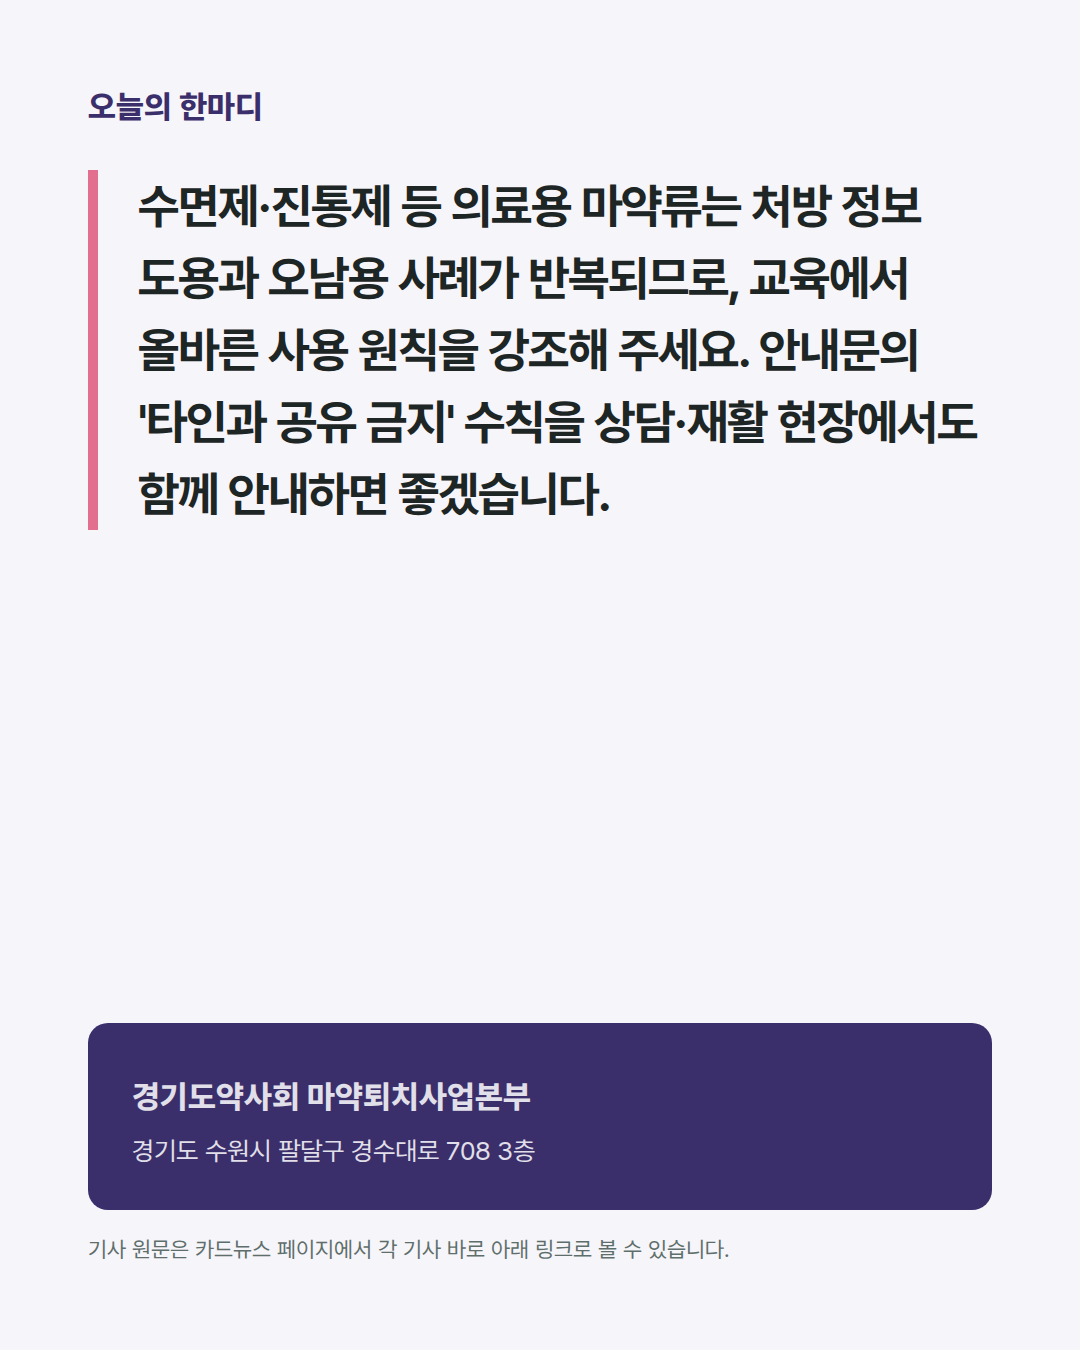 오늘의 한마디
수면제·진통제 등 의료용 마약류는 처방 정보
도용과 오남용 사례가 반복되므로, 교육에서
올바른 사용 원칙을 강조해 주세요. 안내문의
'타인과 공유 금지' 수칙을 상담·재활 현장에서도
함께 안내하면 좋겠습니다.
경기도약사회 마약퇴치사업본부
경기도 수원시 팔달구 경수대로 708 3층
기사 원문은 카드뉴스 페이지에서 각 기사 바로 아래 링크로 볼 수 있습니다.